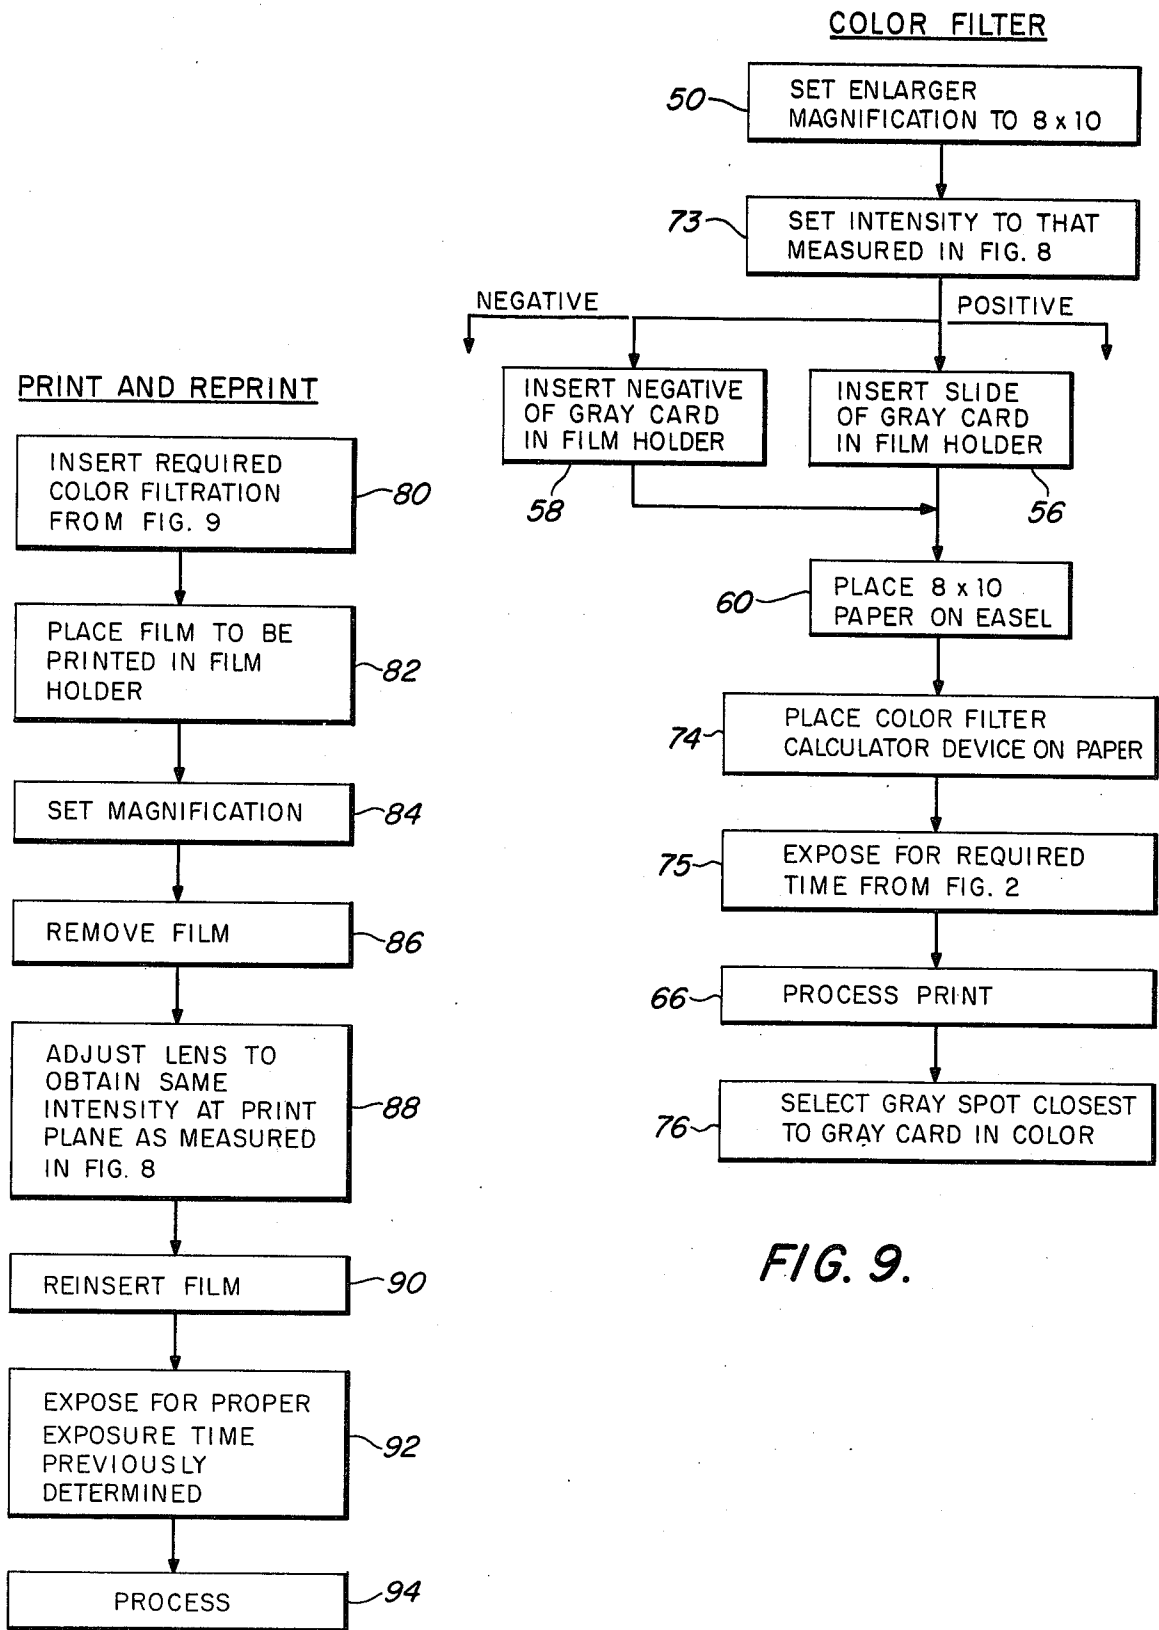 COLOR FILTER
50
SET ENLARGER
MAGNIFICATION TO 8 x 10
73
SET INTENSITY TO THAT
MEASURED IN FIG. 8
NEGATIVE
POSITIVE
INSERT NEGATIVE
OF GRAY CARD
IN FILM HOLDER
58
INSERT SLIDE
OF GRAY CARD
IN FILM HOLDER
56
60
PLACE 8 x 10
PAPER ON EASEL
74
PLACE COLOR FILTER
CALCULATOR DEVICE ON PAPER
75
EXPOSE FOR REQUIRED
TIME FROM FIG. 2
66
PROCESS PRINT
76
SELECT GRAY SPOT CLOSEST
TO GRAY CARD IN COLOR
FIG. 9.
PRINT AND REPRINT
INSERT REQUIRED
COLOR FILTRATION
FROM FIG. 9
80
PLACE FILM TO BE
PRINTED IN FILM
HOLDER
82
SET MAGNIFICATION
84
REMOVE FILM
86
ADJUST LENS TO
OBTAIN SAME
INTENSITY AT PRINT
PLANE AS MEASURED
IN FIG. 8
88
REINSERT FILM
90
EXPOSE FOR PROPER
EXPOSURE TIME
PREVIOUSLY
DETERMINED
92
PROCESS
94